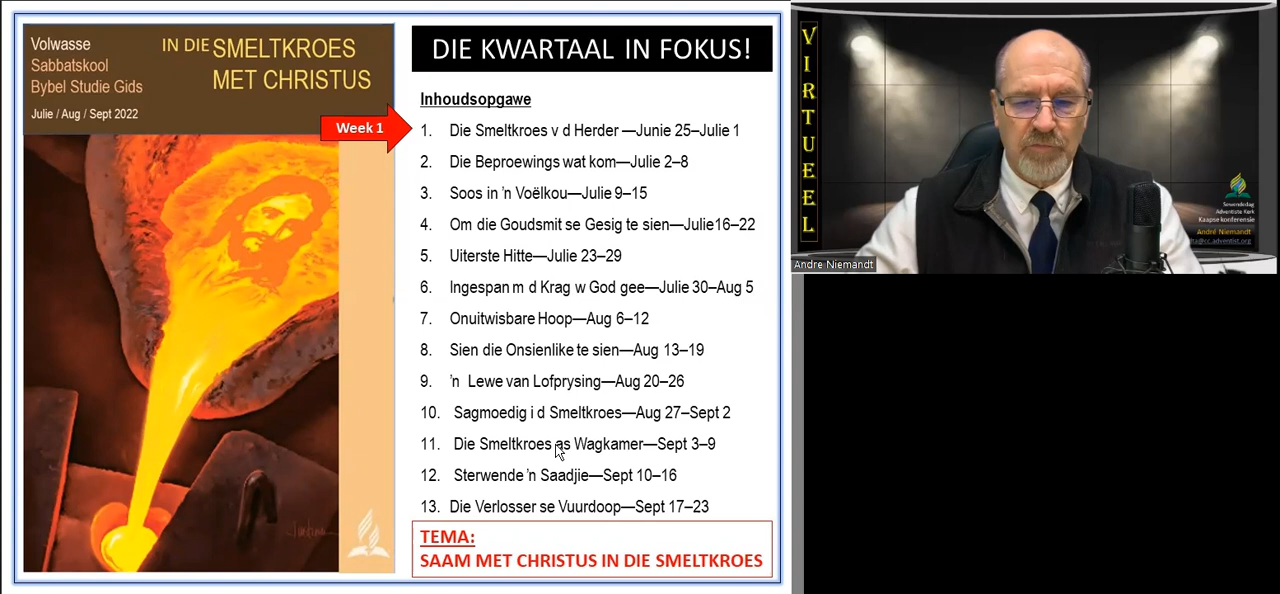 Volwasse
Sabbatskool
Bybel Studie Gids
Julie / Aug / Sept 2022
IN DIE SMELTKROES
MET CHRISTUS
Week 1
DIE KWARTAAL IN FOKUS!
Inhoudsopgawe
1. Die Smeltkroes v d Herder —Junie 25–Julie 1
2. Die Beproewings wat kom—Julie 2–8
3. Soos in 'n Voëlkou—Julie 9–15
4. Om die Goudsmit se Gesig te sien—Julie16–22
5. Uiterste Hitte—Julie 23–29
6. Ingespan m d Krag w God gee—Julie 30–Aug 5
7. Onuitwisbare Hoop—Aug 6–12
8. Sien die Onsienlike te sien—Aug 13–19
9. 'n Lewe van Lofprysing—Aug 20–26
10. Sagmoedig i d Smeltkroes—Aug 27–Sept 2
11. Die Smeltkroes as Wagkamer—Sept 3–9
12. Sterwende 'n Saadjie—Sept 10–16
13. Die Verlosser se Vuurdoop—Sept 17–23
TEMA:
SAAM MET CHRISTUS IN DIE SMELTKROES
VIRTUEEL
Sewendedag
Adventiste Kerk
Kaapse konferensie
André Niemandt
@cc.adventist.org
Andre Niemandt